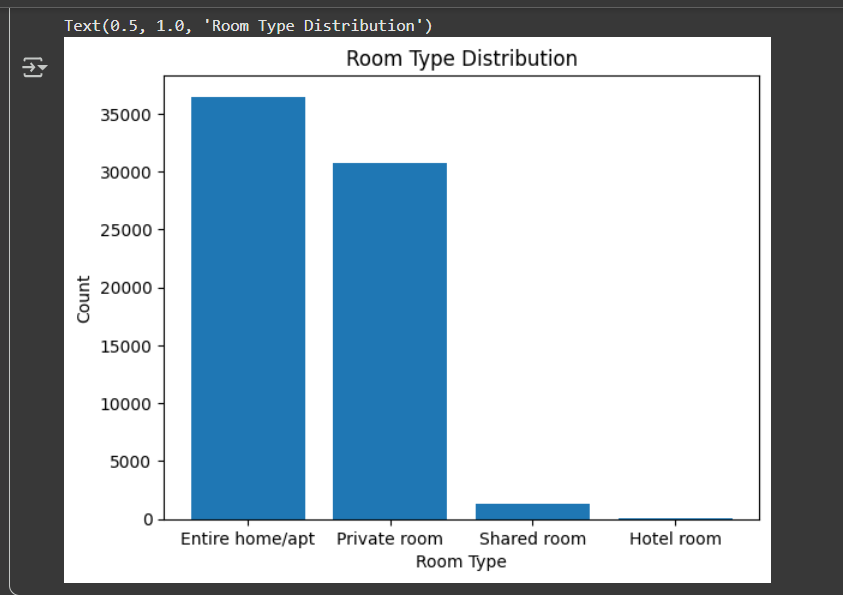 Text(0.5, 1.0, 'Room Type Distribution')
Room Type Distribution
35000
30000
25000
20000
15000
10000
5000
0
Count
Entire home/apt Private room Shared room Hotel room
Room Type